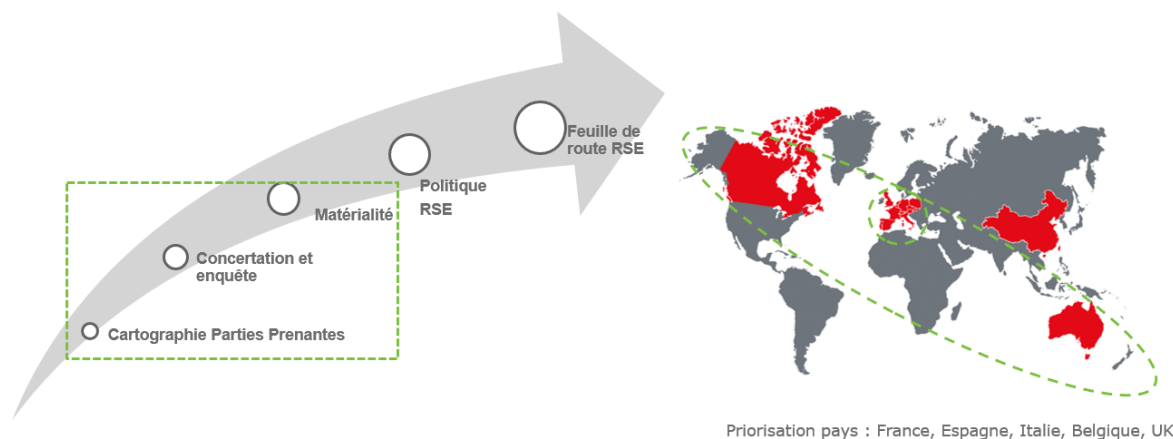 Feuille de
route RSE
Politique
RSE
Matérialité
Concertation et
enquête
Cartographie Parties Prenantes
Priorisation pays : France, Espagne, Italie, Belgique, UK